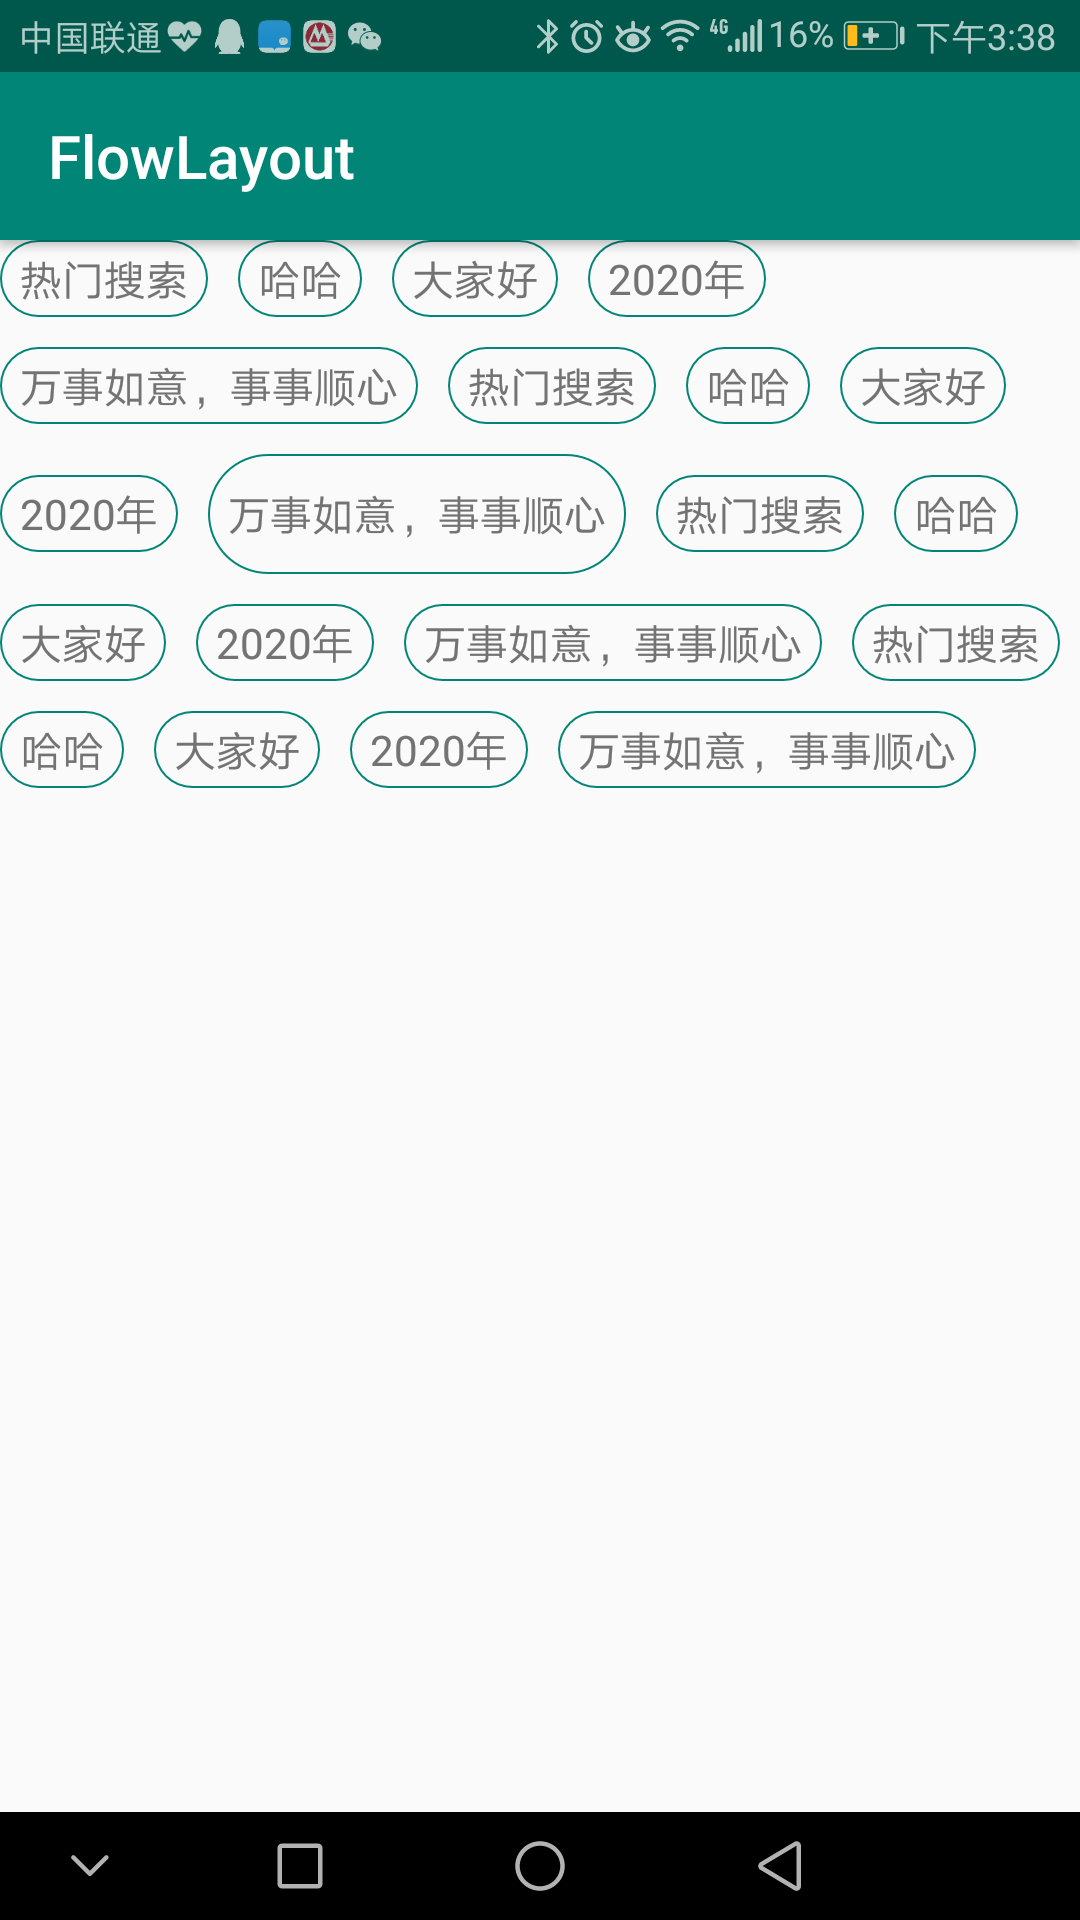 中国联通 4G 16% 下午3:38
FlowLayout
热门搜索 哈哈 大家好 2020年
万事如意，事事顺心 热门搜索 哈哈 大家好
2020年 万事如意，事事顺心 热门搜索 哈哈
大家好 2020年 万事如意，事事顺心 热门搜索
哈哈 大家好 2020年 万事如意，事事顺心